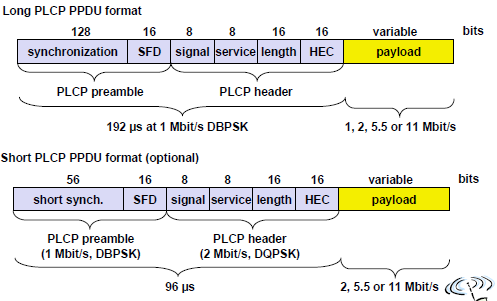 Long PLCP PPDU format
128 16 8 8 16 16 variable bits
synchronization SFD signal service length HEC payload
PLCP preamble PLCP header
192 µs at 1 Mbit/s DBPSK 1, 2, 5.5 or 11 Mbit/s
Short PLCP PPDU format (optional)
56 16 8 8 16 16 variable bits
short synch. SFD signal service length HEC payload
PLCP preamble PLCP header
(1 Mbit/s, DBPSK) (2 Mbit/s, DQPSK)
96 µs 2, 5.5 or 11 Mbit/s